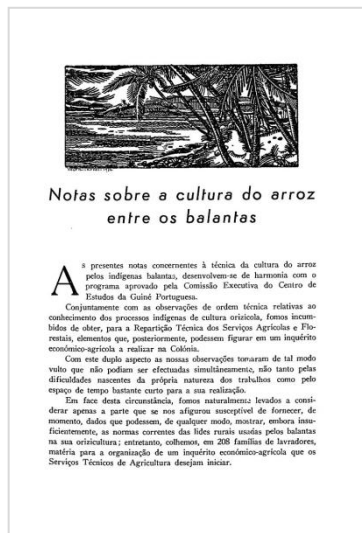 Notas sobre a cultura do arroz
entre os balantas
As presentes notas concernentes à técnica da cultura do arroz
pelos indígenas balantas, desenvolvem-se de harmonia com o
programa aprovado pela Comissão Executiva do Centro de
Estudos da Guiné Portuguesa.
Conjuntamente com as observações de ordem técnica relativas ao
conhecimento dos processos indígenas de cultura orizícola, fomos incum-
bidos de obter, para a Repartição Técnica dos Serviços Agrícolas e Flo-
restais, elementos que, posteriormente, podessem figurar em um inquérito
económico-agrícola a realizar na Colónia.
Com este duplo aspecto as nossas observações tomaram de tal modo
vulto que não podiam ser efectuadas simultâneamente, não tanto pelas
dificuldades nascentes da própria natureza dos trabalhos como pelo
espaço de tempo bastante curto para a sua realização.
Em face desta circunstância, fomos naturalmente levados a consi-
derar apenas a parte que se nos afigurou susceptível de fornecer, de
momento, dados que podessem, de qualquer modo, mostrar, embora insu-
ficientemente, as normas correntes das lides rurais usadas pelos balantas
na sua orizicultura; entretanto, colhemos, em 208 famílias de lavradores,
matéria para a organização de um inquérito económico-agrícola que os
Serviços Técnicos de Agricultura desejam iniciar.